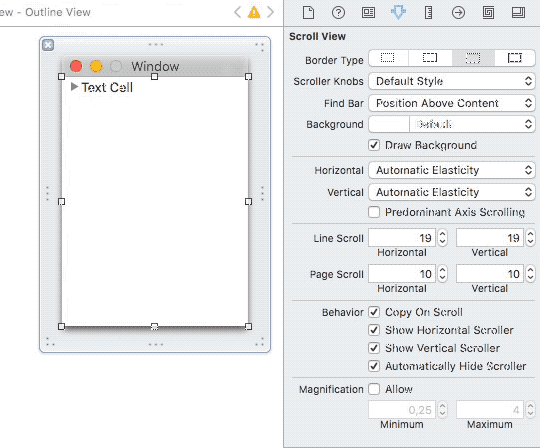 ew - Outline View
Window
Text Cell
Scroll View
Border Type
Scroller Knobs Default Style
Find Bar Position Above Content
Background Default
Draw Background
Horizontal Automatic Elasticity
Vertical Automatic Elasticity
Predominant Axis Scrolling
Line Scroll 19 19
Horizontal Vertical
Page Scroll 10 10
Horizontal Vertical
Behavior Copy On Scroll
Show Horizontal Scroller
Show Vertical Scroller
Automatically Hide Scroller
Magnification Allow
0,25 4
Minimum Maximum